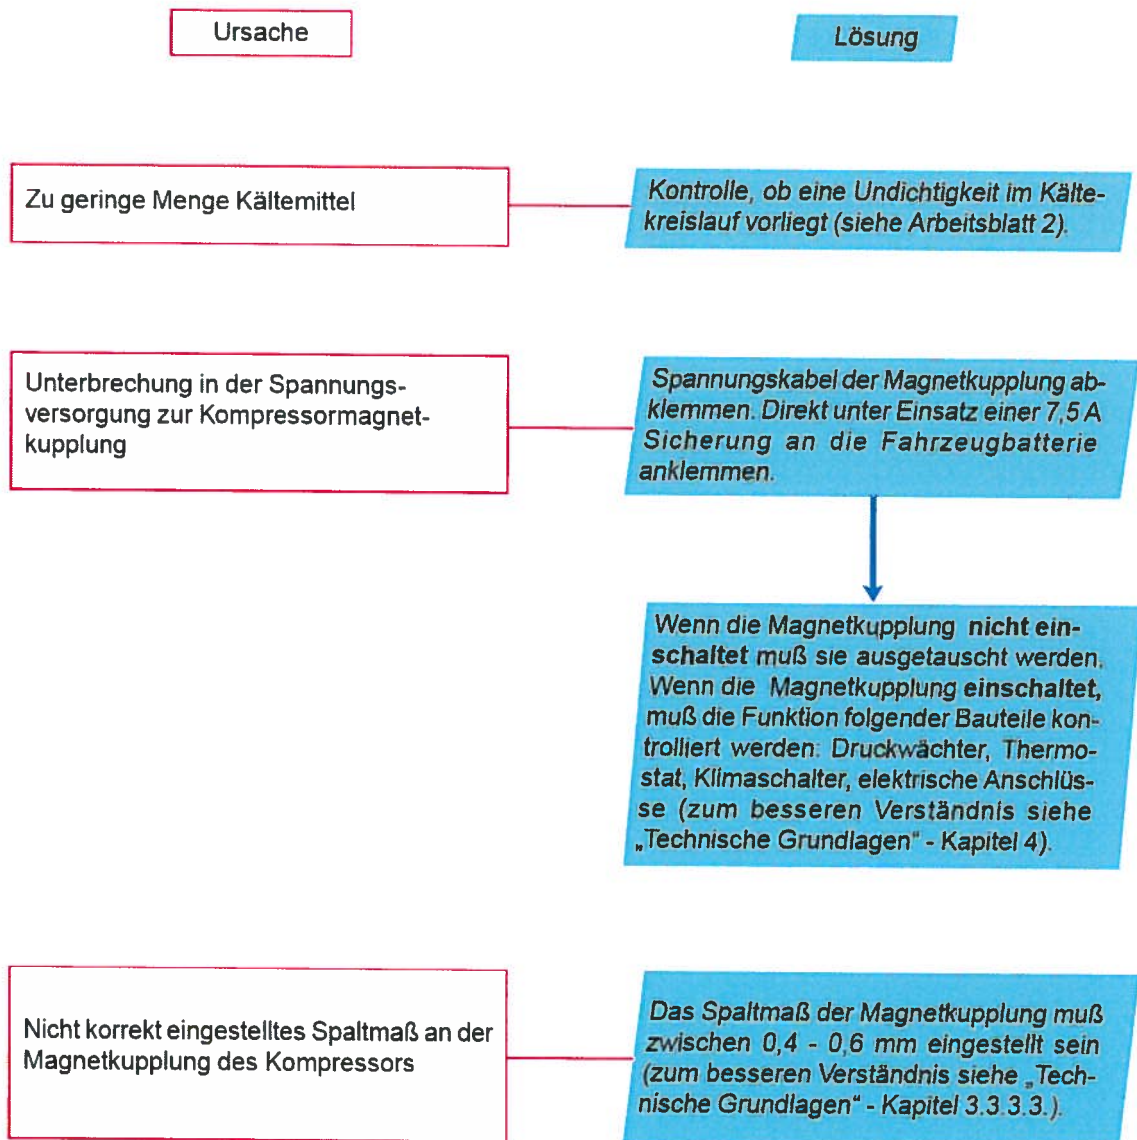 Ursache
Lösung
Zu geringe Menge Kältemittel
Kontrolle, ob eine Undichtigkeit im Kälte-
kreislauf vorliegt (siehe Arbeitsblatt 2).
Unterbrechung in der Spannungs-
versorgung zur Kompressormagnet-
kupplung
Spannungskabel der Magnetkupplung ab-
klemmen. Direkt unter Einsatz einer 7,5 A
Sicherung an die Fahrzeugbatterie
anklemmen.
Wenn die Magnetkupplung nicht ein-
schaltet muß sie ausgetauscht werden.
Wenn die Magnetkupplung einschaltet,
muß die Funktion folgender Bauteile kon-
trolliert werden: Druckwächter, Thermo-
stat, Klimaschalter, elektrische Anschlüs-
se (zum besseren Verständnis siehe
„Technische Grundlagen“ - Kapitel 4).
Nicht korrekt eingestelltes Spaltmaß an der
Magnetkupplung des Kompressors
Das Spaltmaß der Magnetkupplung muß
zwischen 0,4 - 0,6 mm eingestellt sein
(zum besseren Verständnis siehe „Tech-
nische Grundlagen“ - Kapitel 3.3.3.3.).